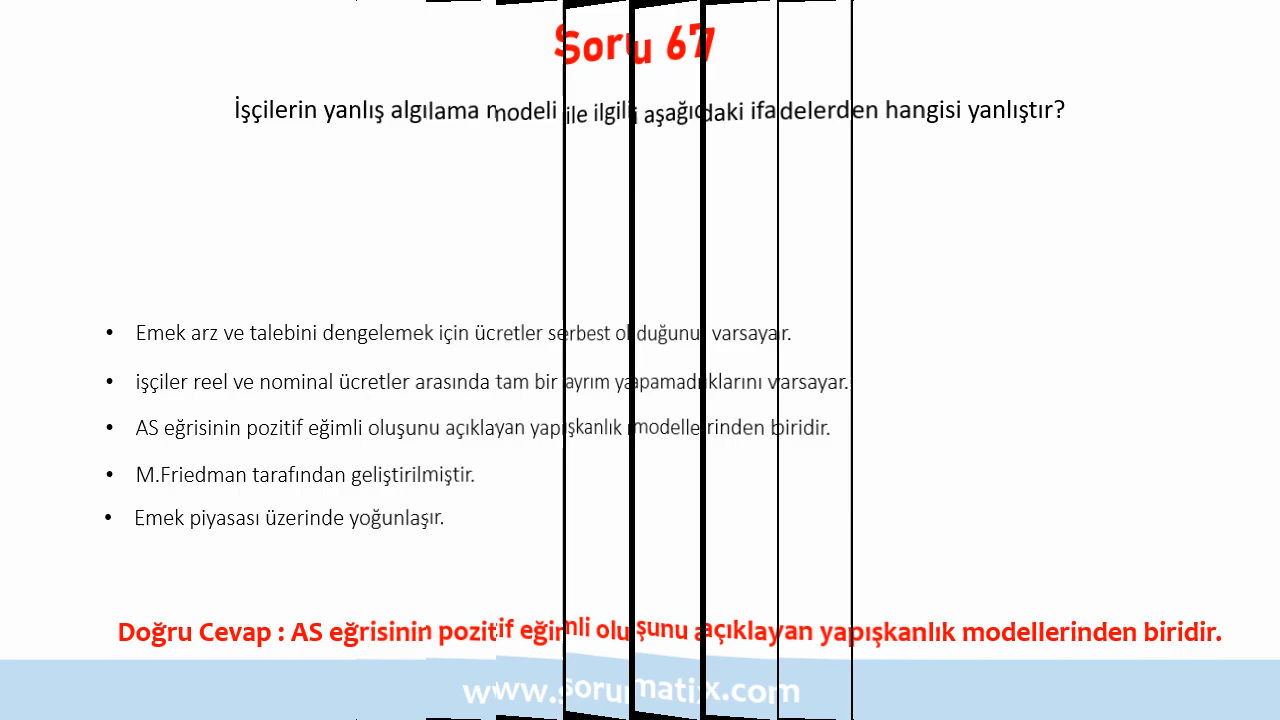 Soru 67
İşçilerin yanlış algılama modeli ile ilgili aşağıdaki ifadelerden hangisi yanlıştır?
• Emek arz ve talebini dengelemek için ücretler serbest olduğunu varsayar.
• işçiler reel ve nominal ücretler arasında tam bir ayrım yapamadıklarını varsayar.
• AS eğrisinin pozitif eğimli oluşunu açıklayan yapışkanlık modellerinden biridir.
• M.Friedman tarafından geliştirilmiştir.
• Emek piyasası üzerinde yoğunlaşır.
Doğru Cevap : AS eğrisinin pozitif eğimli oluşunu açıklayan yapışkanlık modellerinden biridir.
www.sorumatix.com